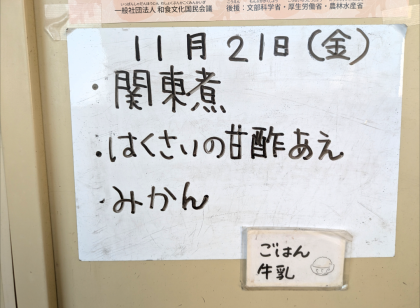 一般社団法人 和食文化国民会議 後援：文部科学省・厚生労働省・農林水産省
11月21日(金)
・関東煮
・はくさいの甘酢あえ
・みかん
ごはん
牛乳